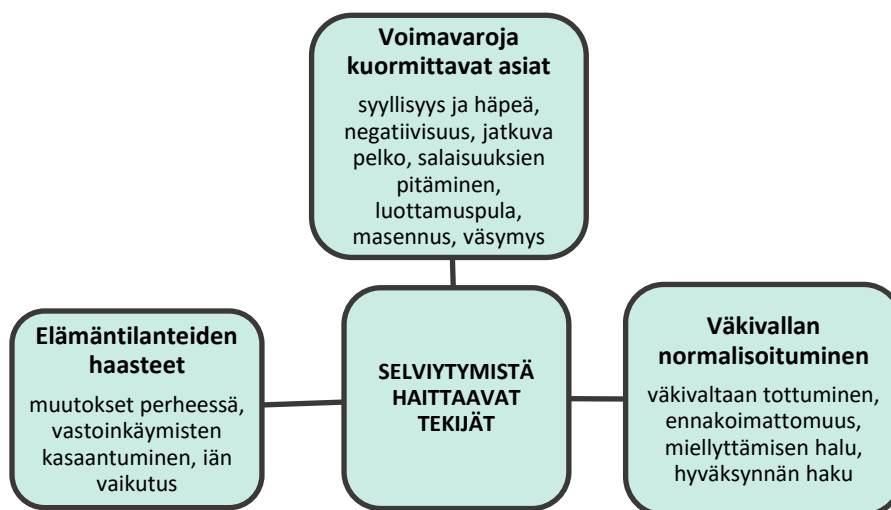 Voimavaroja
kuormittavat asiat
syyllisyys ja häpeä,
negatiivisuus, jatkuva
pelko, salaisuuksien
pitäminen,
luottamuspula,
masennus, väsymys
Elämäntilanteiden
haasteet
muutokset perheessä,
vastoinkäymisten
kasaantuminen, iän
vaikutus
SELVIYTYMISTÄ
HAITTAAVAT
TEKIJÄT
Väkivallan
normalisoituminen
väkivaltaan tottuminen,
ennakoimattomuus,
miellyttämisen halu,
hyväksynnän haku